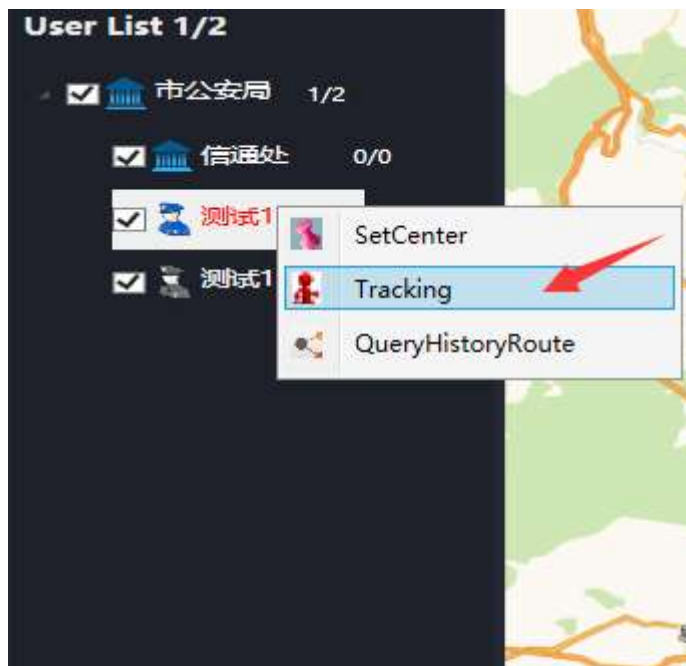 User List 1/2
市公安局 1/2
信通处 0/0
测试1
SetCenter
测试1
Tracking
QueryHistoryRoute